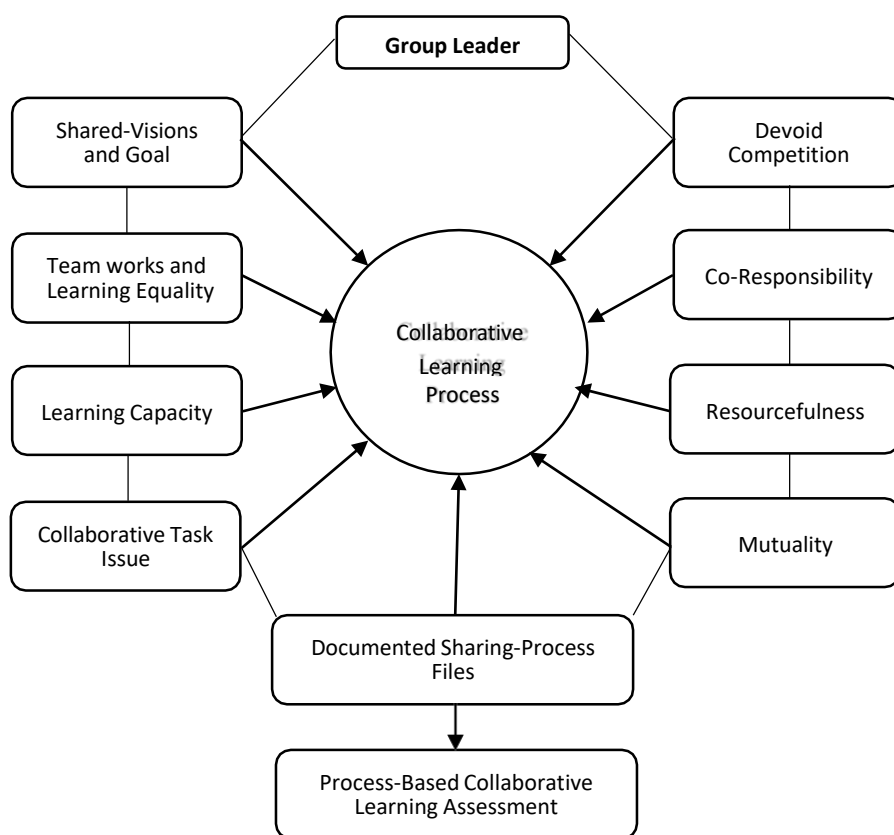 Group Leader
Shared-Visions
and Goal
Devoid
Competition
Team works and
Learning Equality
Co-Responsibility
Collaborative
Learning
Process
Learning Capacity
Resourcefulness
Collaborative Task
Issue
Mutuality
Documented Sharing-Process
Files
Process-Based Collaborative
Learning Assessment